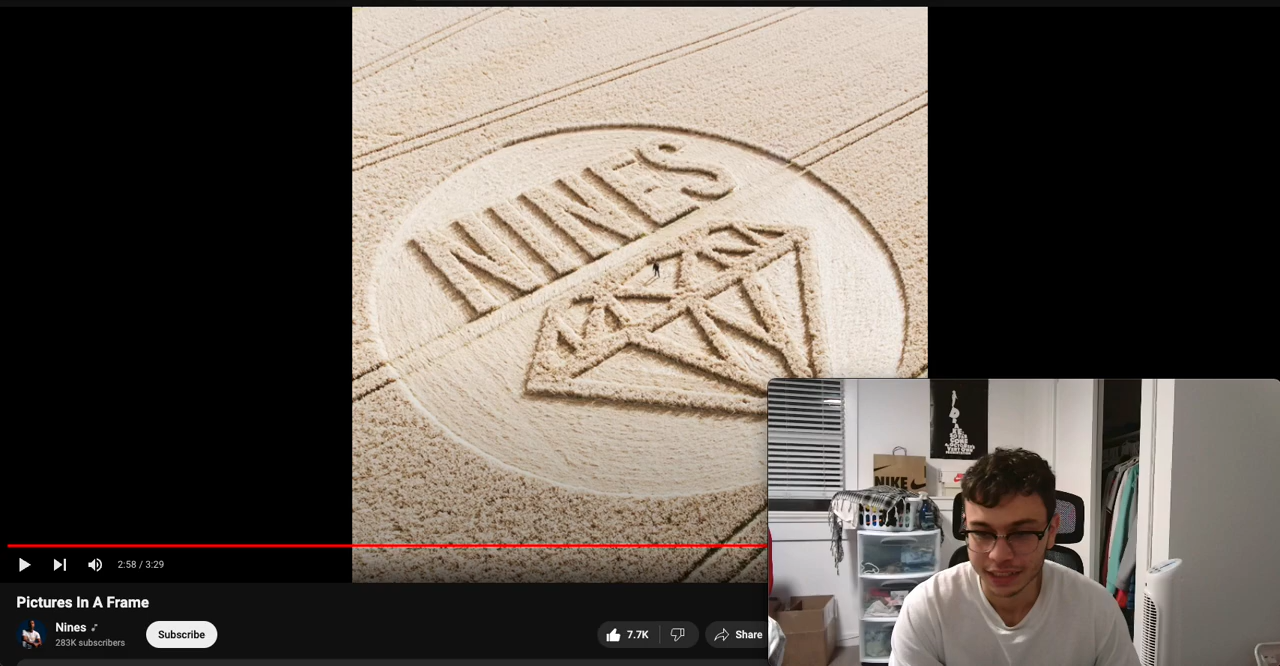 NINES
2:58 / 3:29
Pictures In A Frame
Nines
283K subscribers
Subscribe
7.7K
Share
NIKE